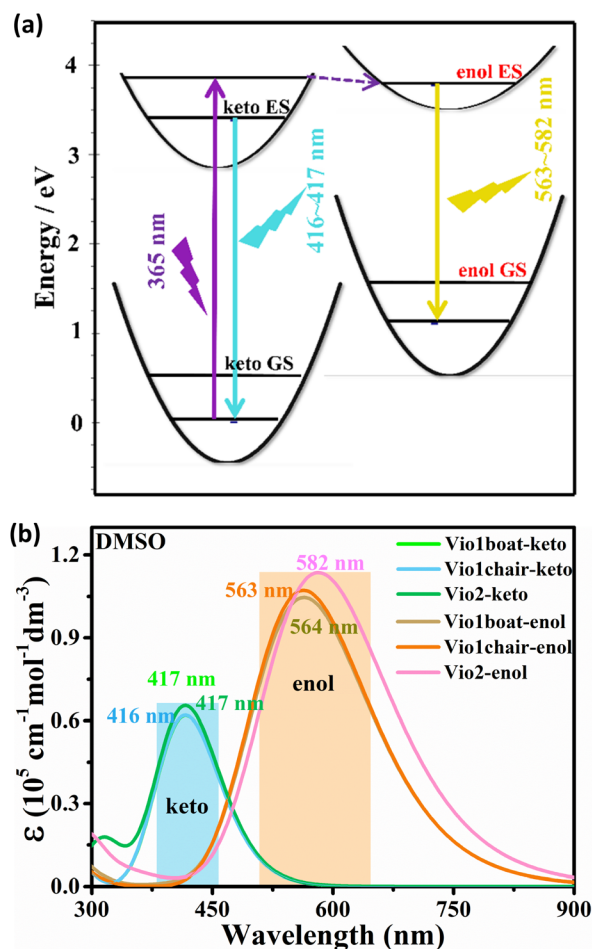 (a)
Energy / eV
4
3
2
1
0
keto ES
enol ES
365 nm
416~417 nm
563~582 nm
enol GS
keto GS
(b)
DMSO
ε (10⁵ cm⁻¹mol⁻¹dm⁻³)
1.2
0.9
0.6
0.3
0.0
582 nm
563 nm
564 nm
enol
417 nm
416 nm
417 nm
keto
Vio1boat-keto
Vio1chair-keto
Vio2-keto
Vio1boat-enol
Vio1chair-enol
Vio2-enol
300
450
600
750
900
Wavelength (nm)